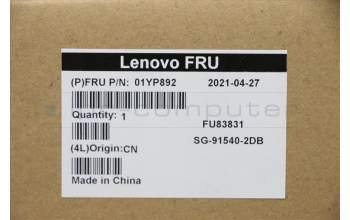 Lenovo FRU
(P)FRU P/N: 01YP892 2021-04-27
Quantity: 1
FU83831
SG-91540-2DB
(4L)Origin:CN
Made in China